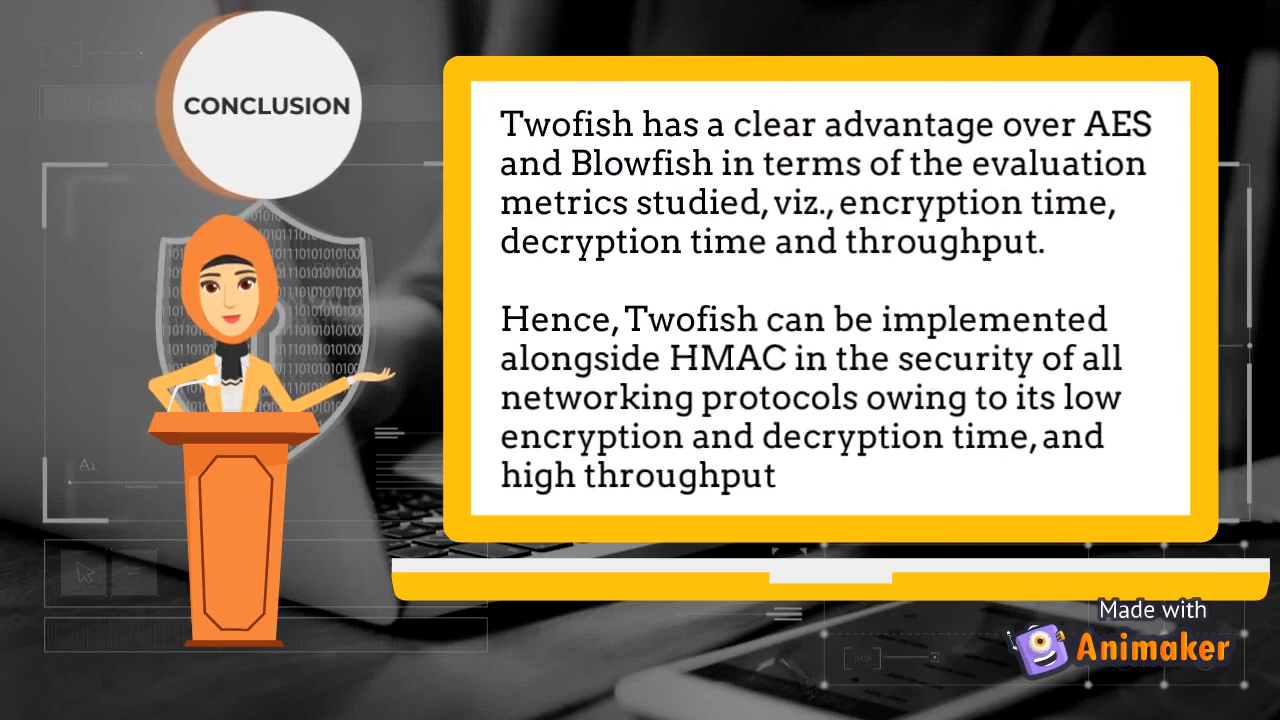 CONCLUSION
Twofish has a clear advantage over AES
and Blowfish in terms of the evaluation
metrics studied, viz., encryption time,
decryption time and throughput.
Hence, Twofish can be implemented
alongside HMAC in the security of all
networking protocols owing to its low
encryption and decryption time, and
high throughput
Made with
Animaker